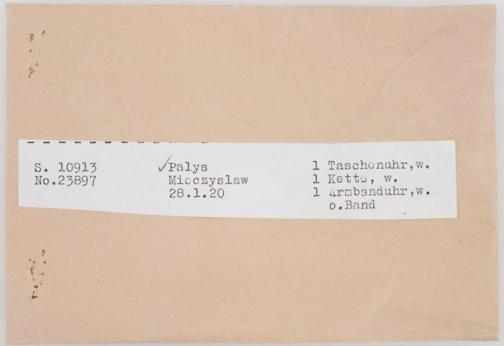 S. 10913 ✓Palys 1 Taschenuhr,w.
No.23897 Mieczyslaw 1 Kette, w.
28.1.20 1 Armbanduhr,w.
o.Band